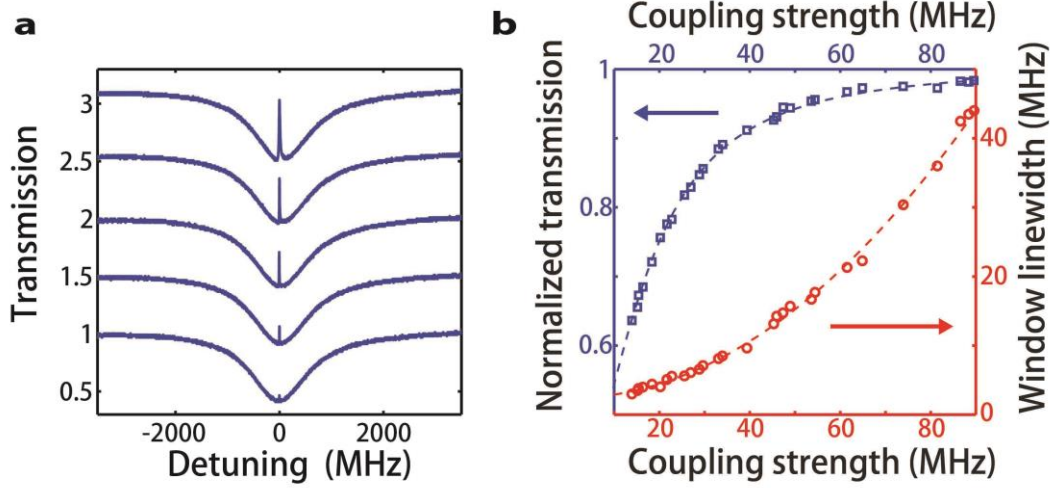 a
Transmission
3
2.5
2
1.5
1
0.5
-2000 0 2000
Detuning (MHz)
b
Coupling strength (MHz)
20 40 60 80
Normalized transmission
1
0.8
0.6
Window linewidth (MHz)
40
20
0
20 40 60 80
Coupling strength (MHz)